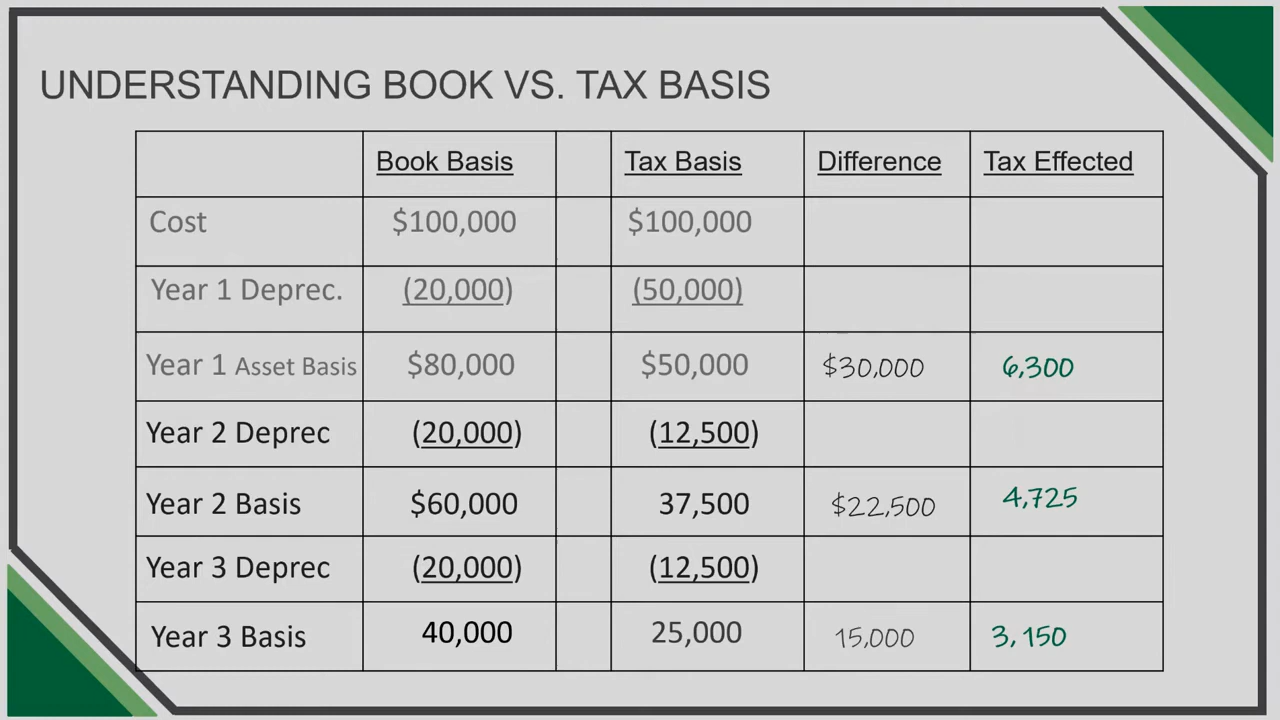 UNDERSTANDING BOOK VS. TAX BASIS
Book Basis Tax Basis Difference Tax Effected
Cost $100,000 $100,000
Year 1 Deprec. (20,000) (50,000)
Year 1 Asset Basis $80,000 $50,000 $30,000 6,300
Year 2 Deprec (20,000) (12,500)
Year 2 Basis $60,000 37,500 $22,500 4,725
Year 3 Deprec (20,000) (12,500)
Year 3 Basis 40,000 25,000 15,000 3,150